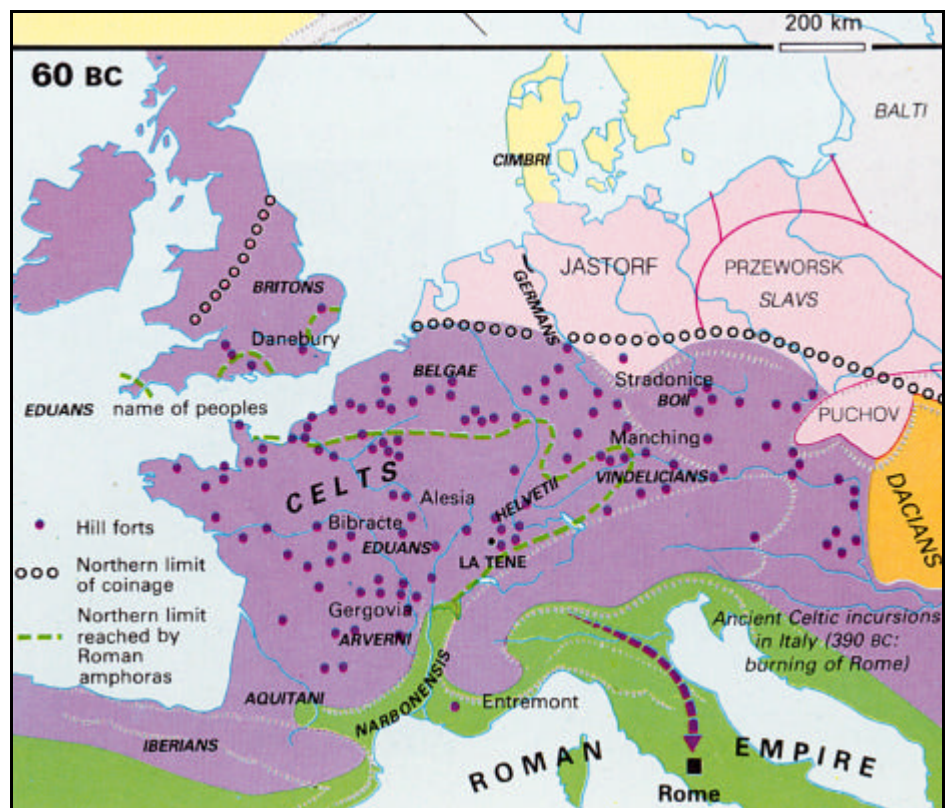 200 km
60 BC
BALTI
CIMBRI
JASTORF
PRZEWORSK
SLAVS
GERMANS
BRITONS
Danebury
BELGAE
Stradonice
BOII
PUCHOV
EDUANS name of peoples
Manching
CELTS
VINDELICIANS
HELVETII
Alesia
DACIANS
Hill forts
Bibracte
EDUANS
LA TENE
Northern limit
of coinage
Gergovia
ARVERNI
Northern limit
reached by
Roman
amphoras
Ancient Celtic incursions
in Italy (390 BC:
burning of Rome)
AQUITANI
NARBONENSIS
Entremont
IBERIANS
ROMAN EMPIRE
Rome